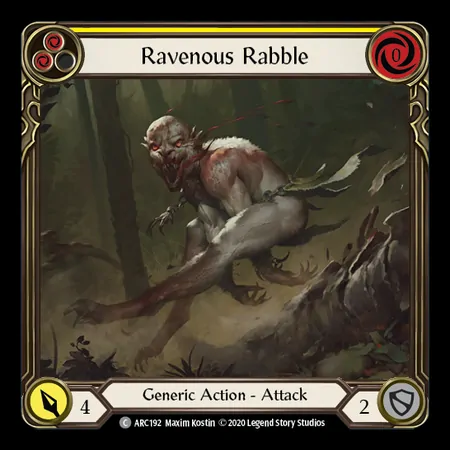 Ravenous Rabble
0
Generic Action - Attack
4
2
C ARC192 Maxim Kostin ©2020 Legend Story Studios